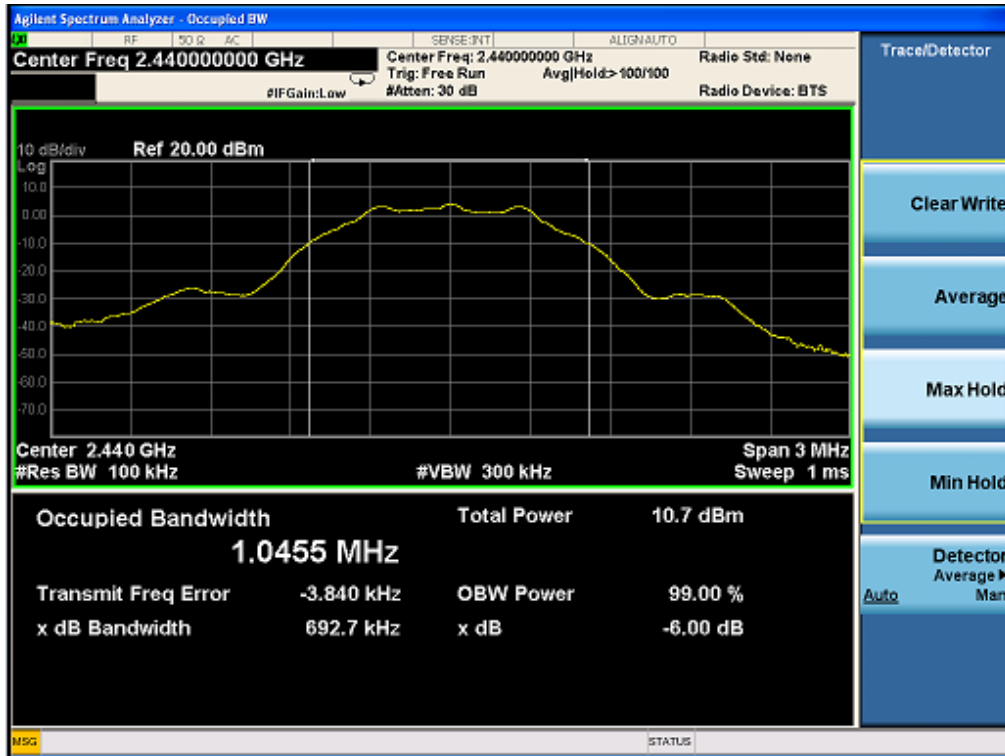 Agilent Spectrum Analyzer - Occupied BW
RF 50 Ω AC SENSE:INT ALIGNAUTO
Center Freq 2.440000000 GHz
Center Freq: 2.440000000 GHz Radio Std: None
Trig: Free Run Avg|Hold:> 100/100
#IFGain:Low #Atten: 30 dB Radio Device: BTS
10 dB/div Ref 20.00 dBm
Log
10.0
0.00
-10.0
-20.0
-30.0
-40.0
-50.0
-60.0
-70.0
Center 2.440 GHz Span 3 MHz
#Res BW 100 kHz #VBW 300 kHz Sweep 1 ms
Occupied Bandwidth Total Power 10.7 dBm
1.0455 MHz
Transmit Freq Error -3.840 kHz OBW Power 99.00 %
x dB Bandwidth 692.7 kHz x dB -6.00 dB
Trace/Detector
Clear Write
Average
Max Hold
Min Hold
Detector
Average
Auto Man
MSG STATUS